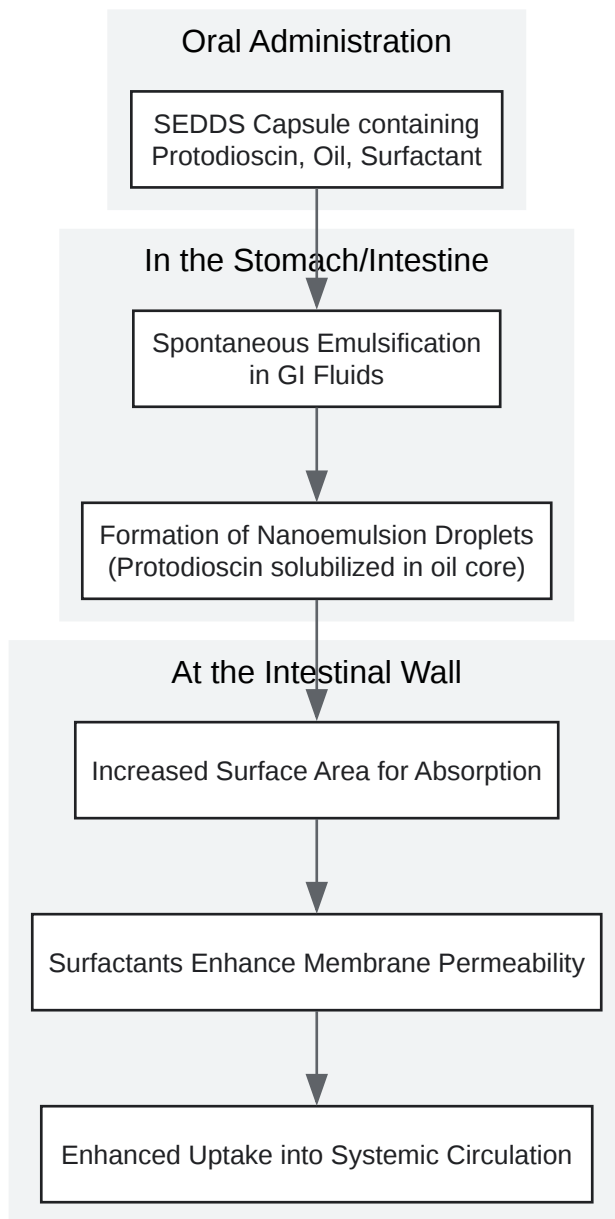 Oral Administration
SEDDS Capsule containing
Protodioscin, Oil, Surfactant
In the Stomach/Intestine
Spontaneous Emulsification
in GI Fluids
Formation of Nanoemulsion Droplets
(Protodioscin solubilized in oil core)
At the Intestinal Wall
Increased Surface Area for Absorption
Surfactants Enhance Membrane Permeability
Enhanced Uptake into Systemic Circulation